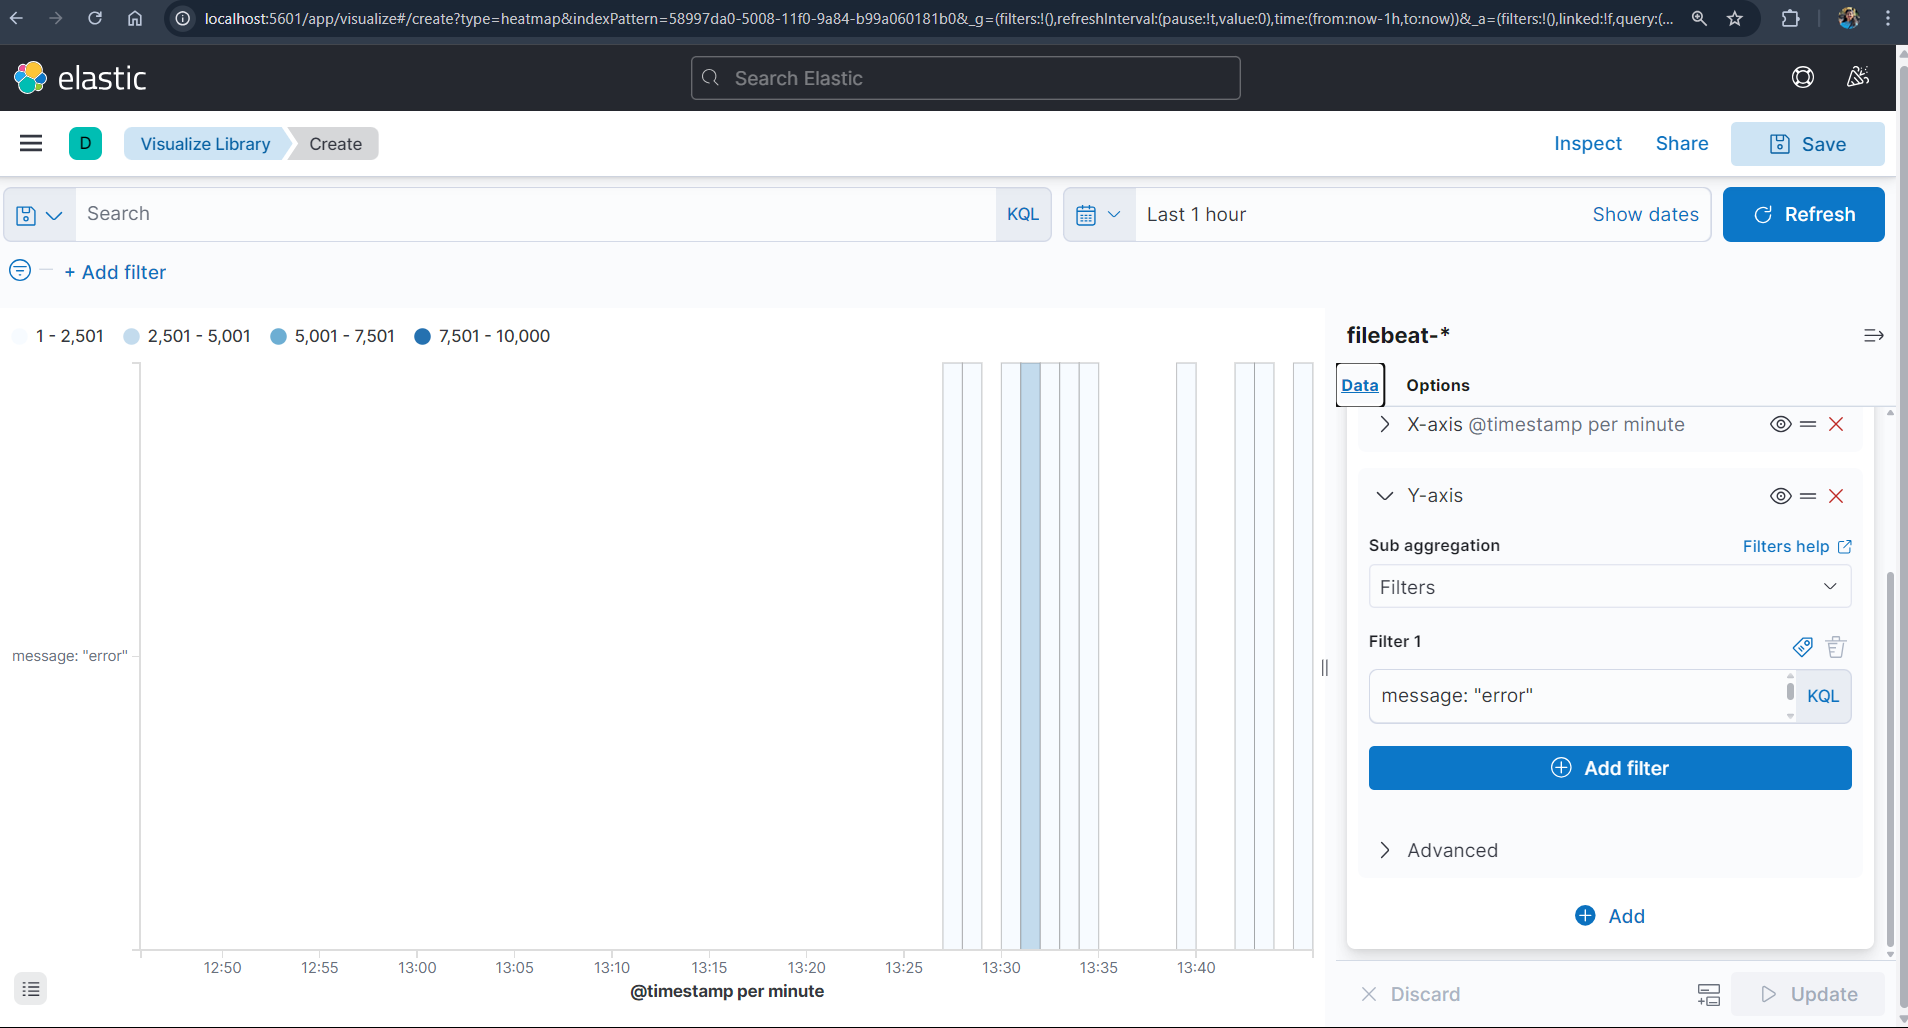 localhost:5601/app/visualize#/create?type=heatmap&indexPattern=58997da0-5008-11f0-9a84-b99a060181b0&_g=(filters:!(),refreshInterval:(pause:!t,value:0),time:(from:now-1h,to:now))&_a=(filters:!(),linked:!f,query:(...
elastic
Search Elastic
D
Visualize Library
Create
Inspect
Share
Save
Search
KQL
Last 1 hour
Show dates
Refresh
+ Add filter
1 - 2,501
2,501 - 5,001
5,001 - 7,501
7,501 - 10,000
message: "error"
12:50
12:55
13:00
13:05
13:10
13:15
13:20
13:25
13:30
13:35
13:40
@timestamp per minute
filebeat-*
Data
Options
X-axis @timestamp per minute
Y-axis
Sub aggregation
Filters help
Filters
Filter 1
message: "error"
KQL
Add filter
Advanced
Add
Discard
Update